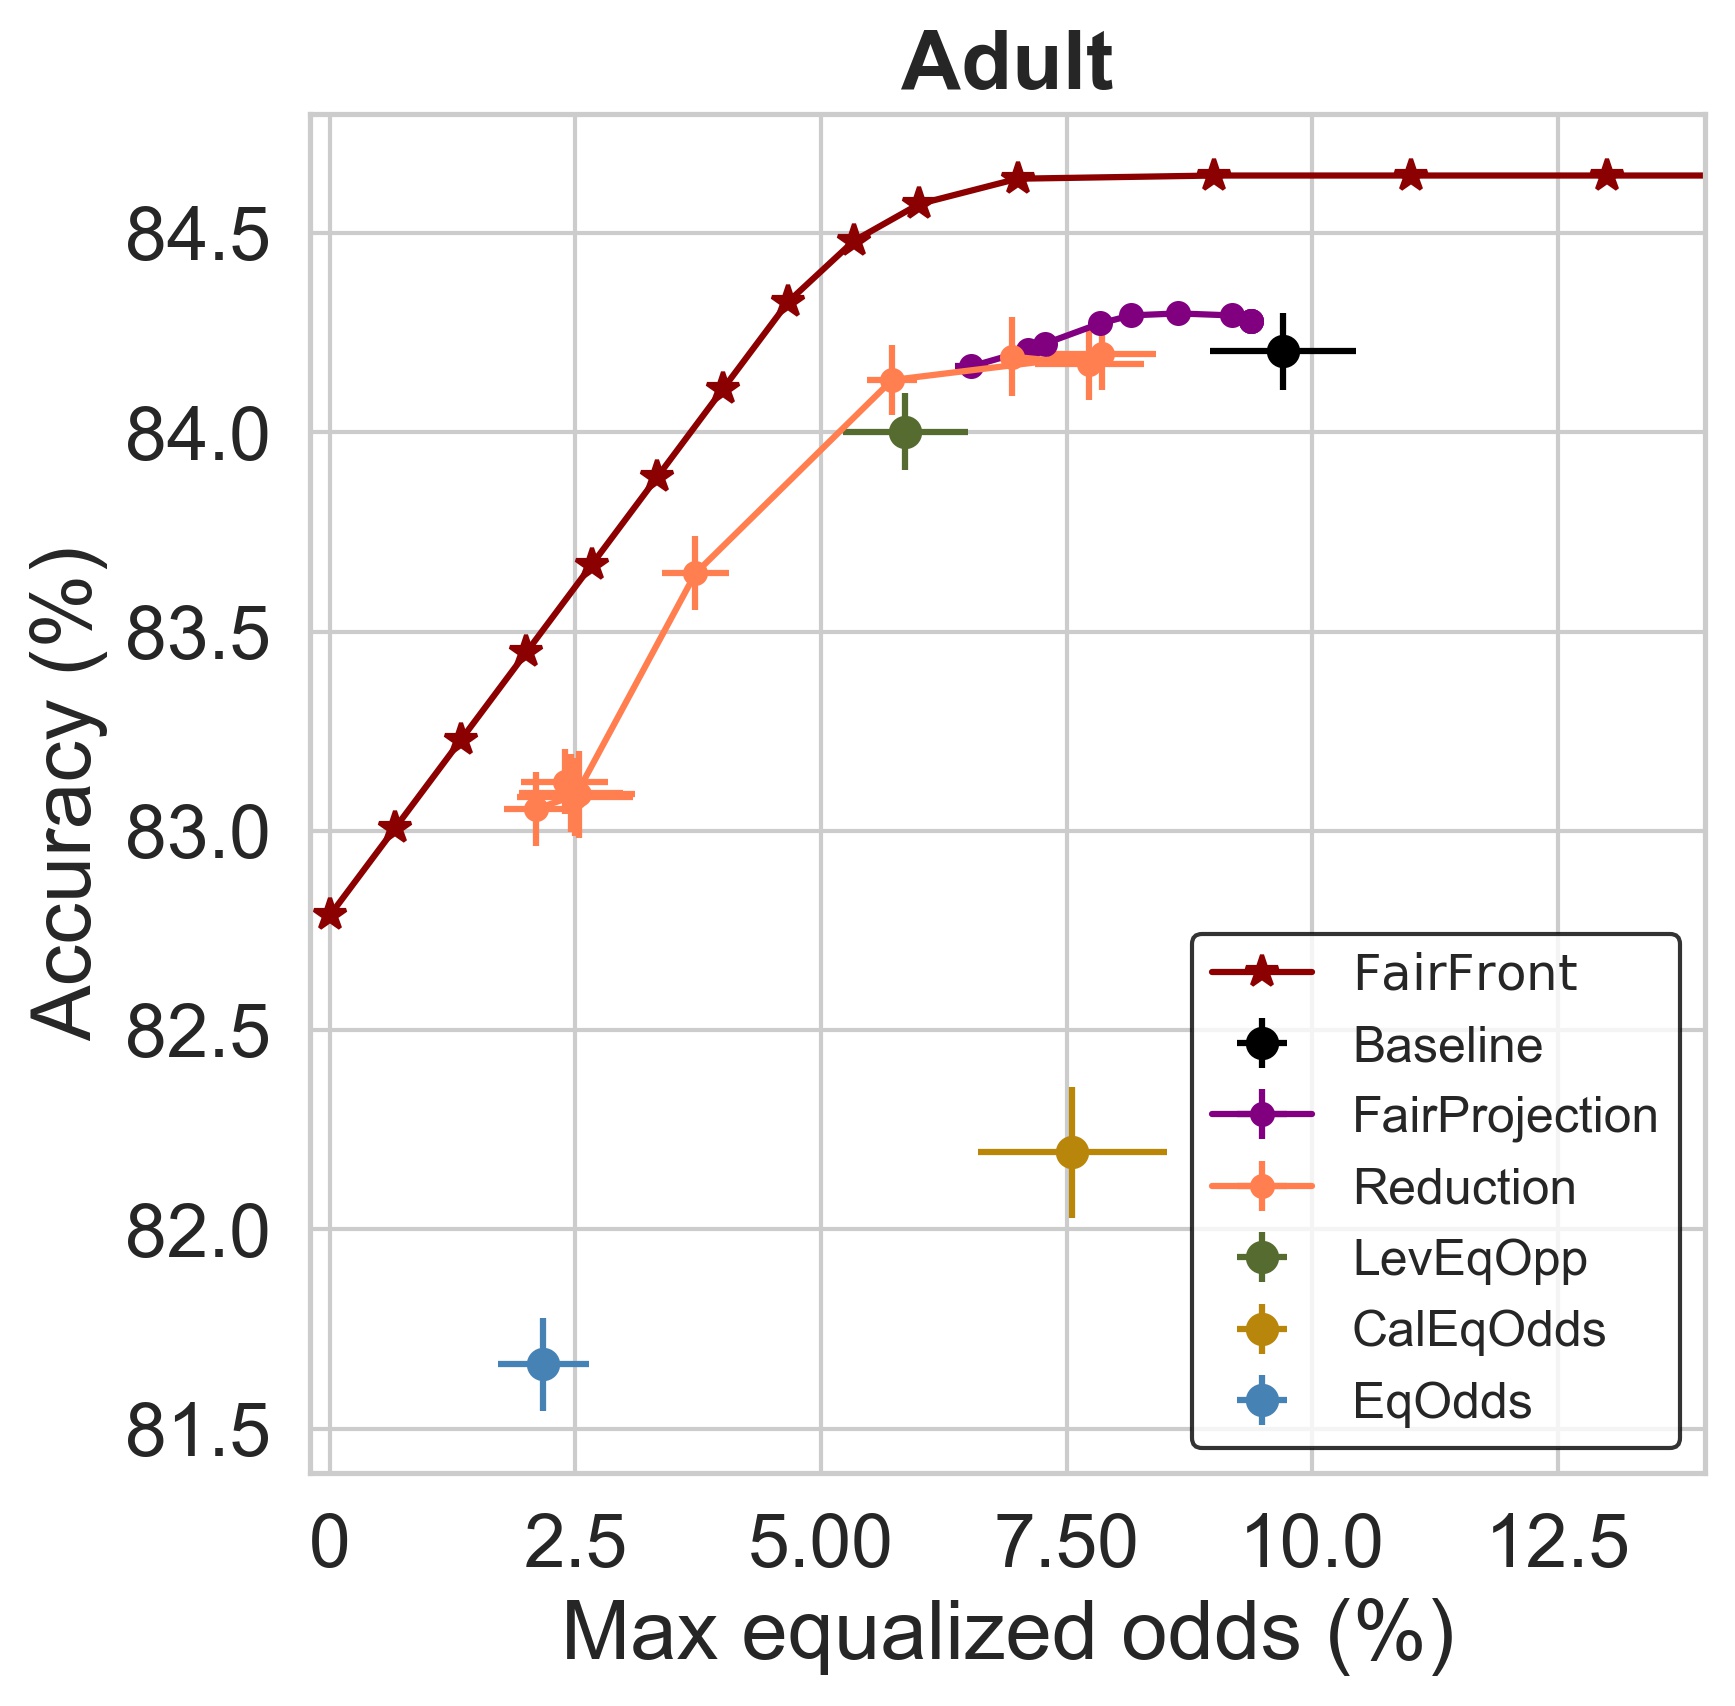 Adult
Accuracy (%)
84.5
84.0
83.5
83.0
82.5
82.0
81.5
0
2.5
5.00
7.50
10.0
12.5
Max equalized odds (%)
FairFront
Baseline
FairProjection
Reduction
LevEqOpp
CalEqOdds
EqOdds